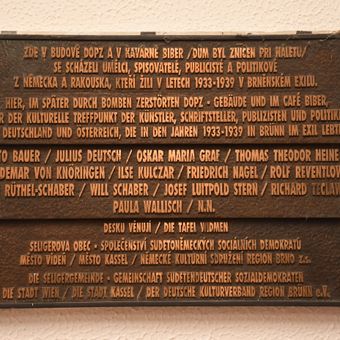 ZDE V BUDOVĚ DOPZ A V KAVÁRNĚ BIBER /DŮM BYL ZNIČEN PŘI NÁLETU/
SE SCHÁZELI UMĚLCI, SPISOVATELÉ, PUBLICISTÉ A POLITIKOVÉ
Z NĚMECKA A RAKOUSKA, KTEŘÍ ŽILI V LETECH 1933-1939 V BRNĚNSKÉM EXILU.
HIER, IM SPÄTER DURCH BOMBEN ZERSTÖRTEN DOPZ - GEBÄUDE UND IM CAFÉ BIBER,
R DER KULTURELLE TREFFPUNKT DER KÜNSTLER, SCHRIFTSTELLER, PUBLIZISTEN UND POLITIKE
DEUTSCHLAND UND ÖSTERREICH, DIE IN DEN JAHREN 1933-1939 IN BRÜNN IM EXIL LEBT
TO BAUER / JULIUS DEUTSCH / OSKAR MARIA GRAF / THOMAS THEODOR HEINE
DEMAR VON KNORINGEN / ILSE KULCZAR / FRIEDRICH NAGEL / ROLF REVENTLO
RÜTHEL-SCHABER / WILL SCHABER / JOSEF LUITPOLD STERN / RICHARD TECLAV
PAULA WALLISCH / N.N.
DESKU VĚNUJÍ / DIE TAFEL WIDMEN
SELIGEROVA OBEC - SPOLEČENSTVÍ SUDETONĚMECKÝCH SOCIÁLNÍCH DEMOKRATŮ
MĚSTO VÍDEŇ / MĚSTO KASSEL / NĚMECKÉ KULTURNÍ SDRUŽENÍ REGION BRNO z.s.
DIE SELIGERGEMEINDE - GEMEINSCHAFT SUDETENDEUTSCHER SOZIALDEMOKRATEN
DIE STADT WIEN / DIE STADT KASSEL / DER DEUTSCHE KULTURVERBAND REGION BRÜNN e.V.